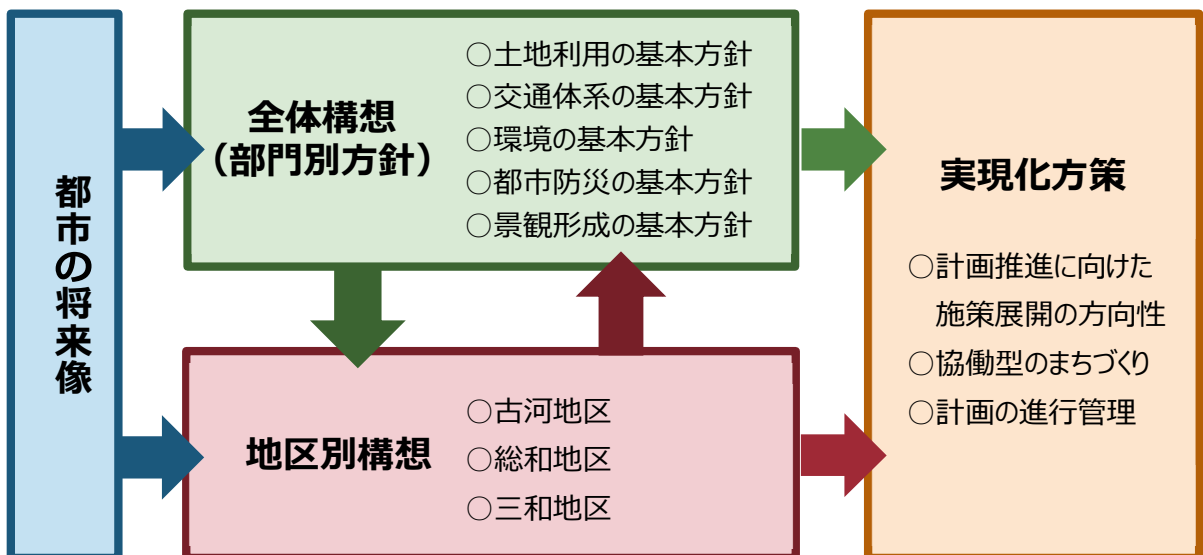 都市の将来像
全体構想
（部門別方針）
○土地利用の基本方針
○交通体系の基本方針
○環境の基本方針
○都市防災の基本方針
○景観形成の基本方針
地区別構想
○古河地区
○総和地区
○三和地区
実現化方策
○計画推進に向けた
施策展開の方向性
○協働型のまちづくり
○計画の進行管理